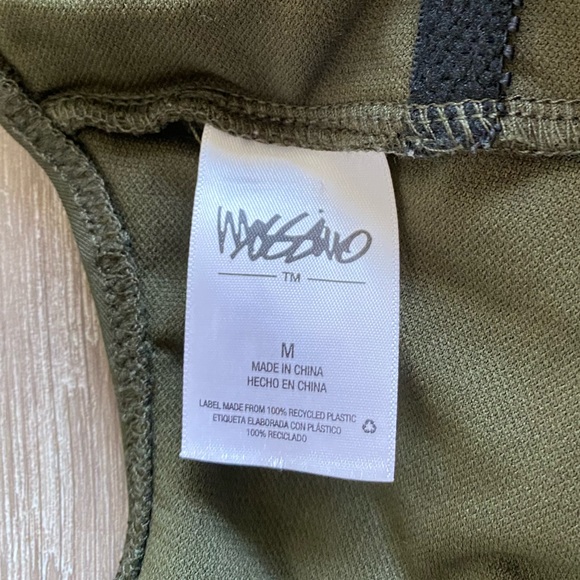 Mossimo
TM
M
MADE IN CHINA
HECHO EN CHINA
LABEL MADE FROM 100% RECYCLED PLASTIC
ETIQUETA ELABORADA CON PLÁSTICO
100% RECICLADO